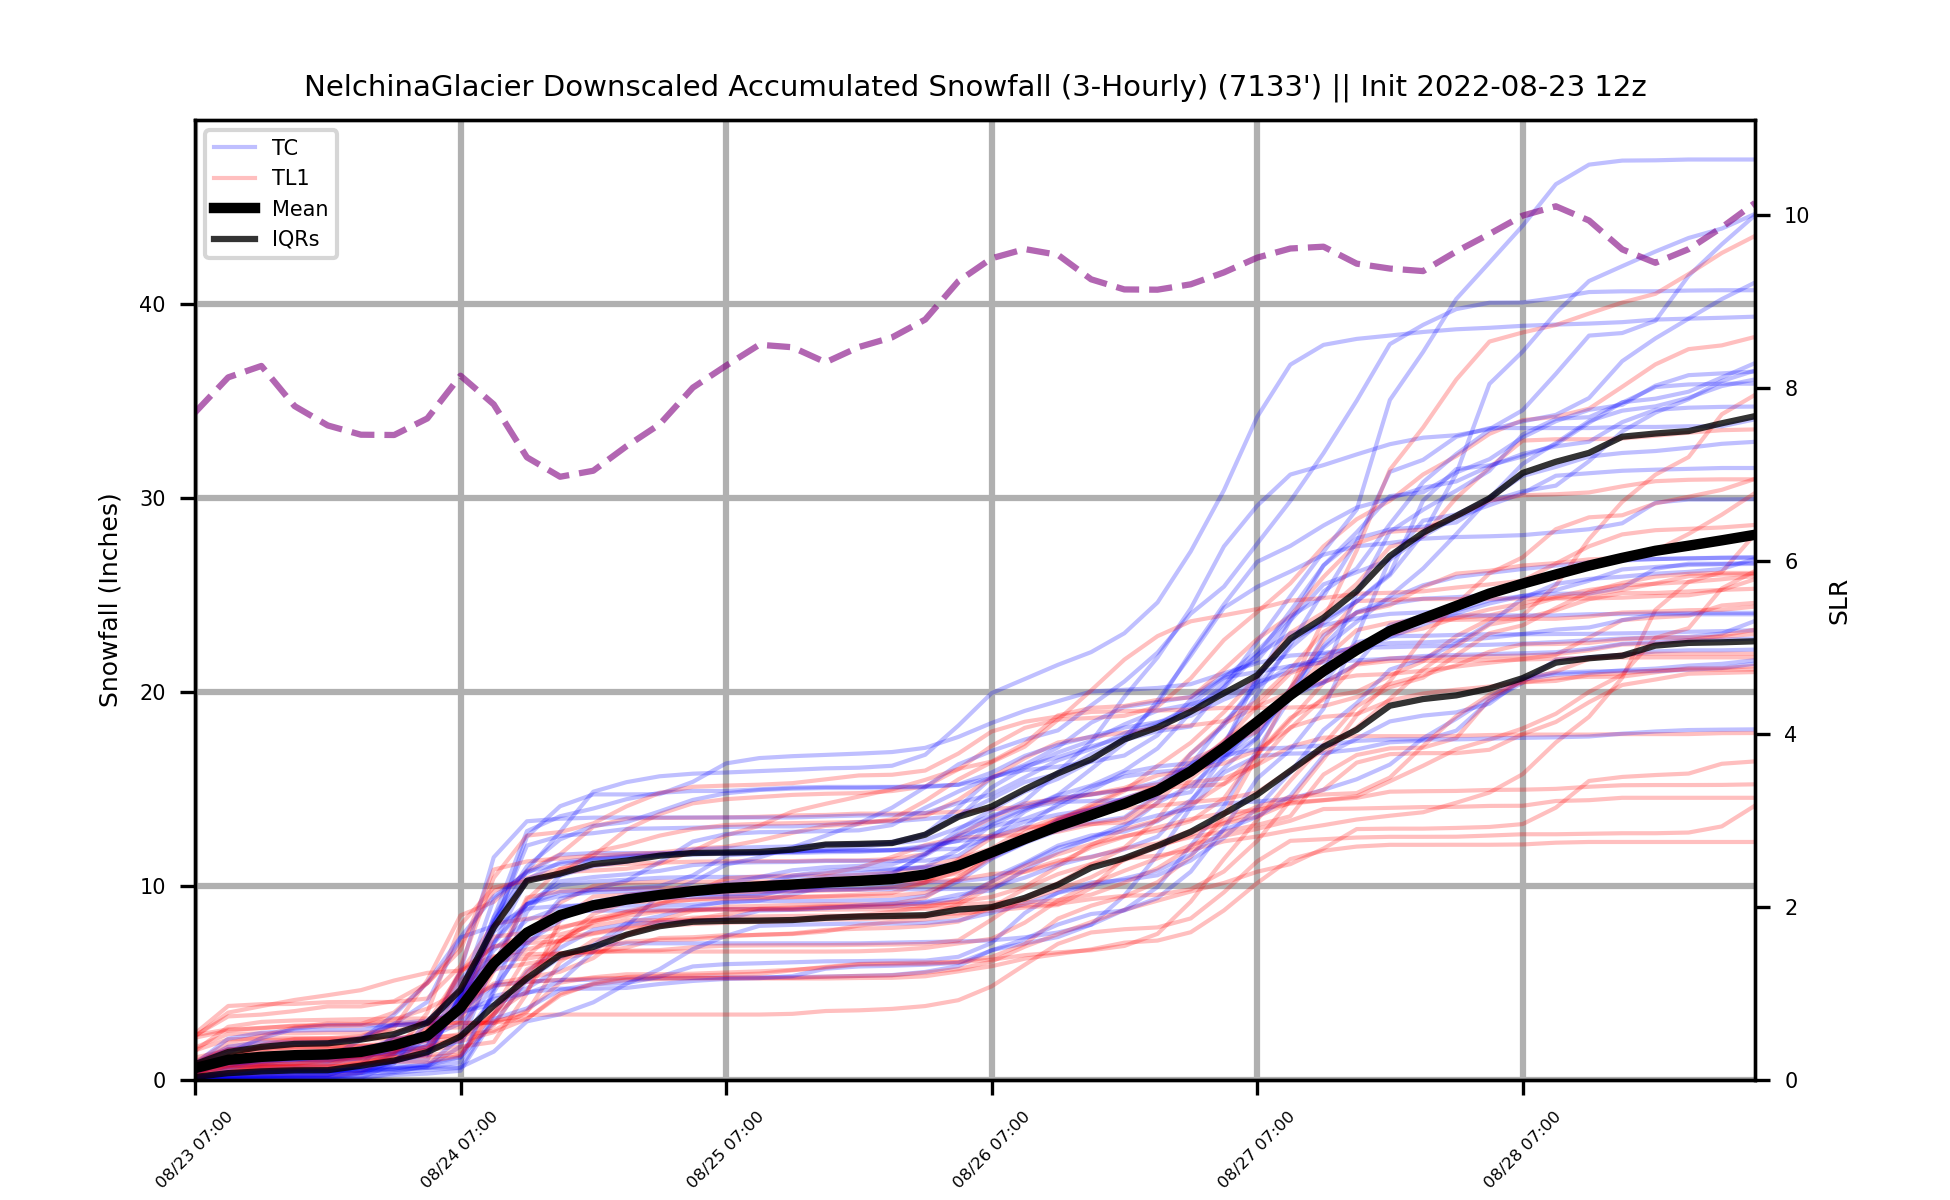 NelchinaGlacier Downscaled Accumulated Snowfall (3-Hourly) (7133') || Init 2022-08-23 12z
TC
TL1
Mean
IQRs
Snowfall (Inches)
40
30
20
10
0
SLR
10
8
6
4
2
0
08/23 07:00
08/24 07:00
08/25 07:00
08/26 07:00
08/27 07:00
08/28 07:00